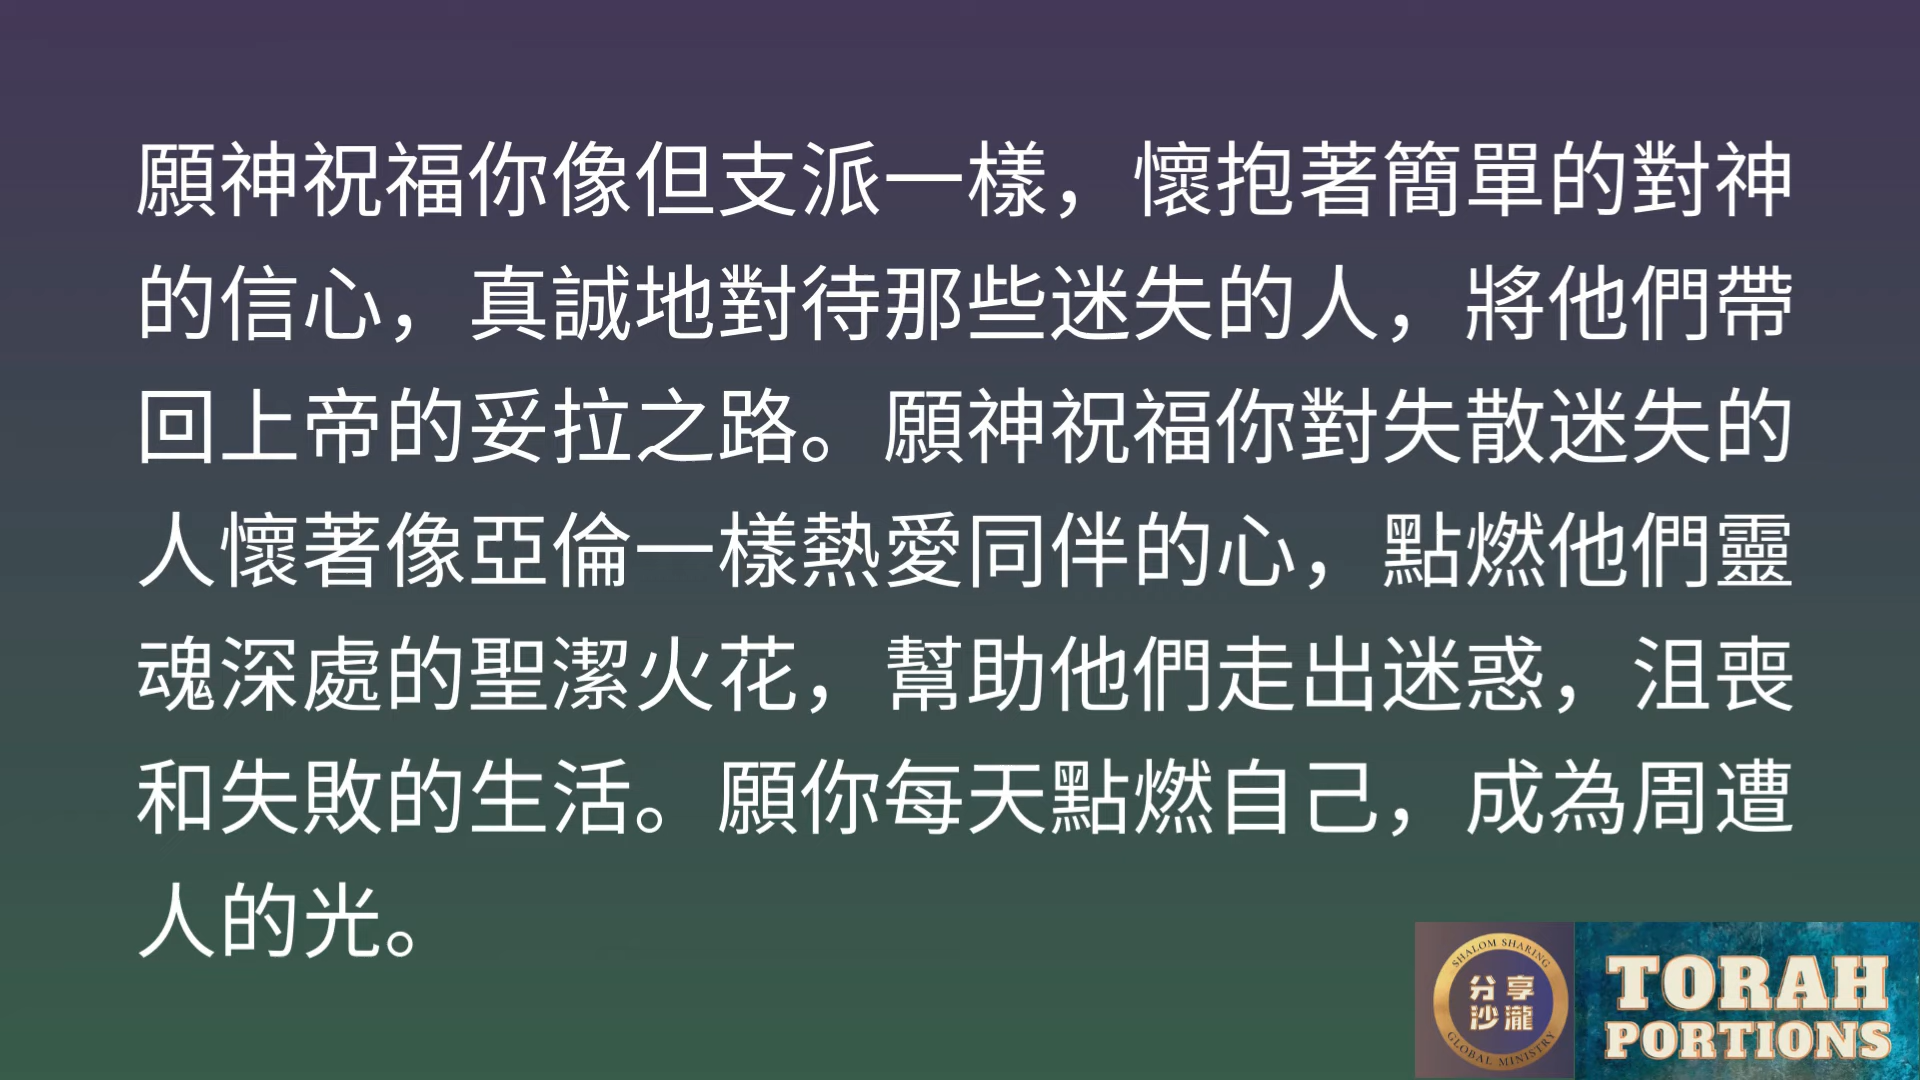 願神祝福你像但支派一樣，懷抱著簡單的對神
的信心，真誠地對待那些迷失的人，將他們帶
回上帝的妥拉之路。願神祝福你對失散迷失的
人懷著像亞倫一樣熱愛同伴的心，點燃他們靈
魂深處的聖潔火花，幫助他們走出迷惑，沮喪
和失敗的生活。願你每天點燃自己，成為周遭
人的光。
SHALOM SHARING
分享
沙瀧
GLOBAL MINISTRY
TORAH
PORTIONS